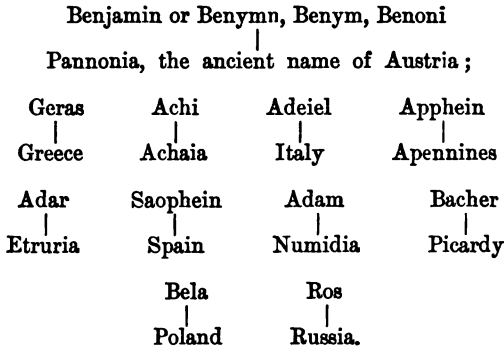 Benjamin or Benymn, Benym, Benoni
Pannonia, the ancient name of Austria;
Geras Achi Adeiel Apphein
Greece Achaia Italy Apennines
Adar Saophein Adam Bacher
Etruria Spain Numidia Picardy
Bela Ros
Poland Russia.